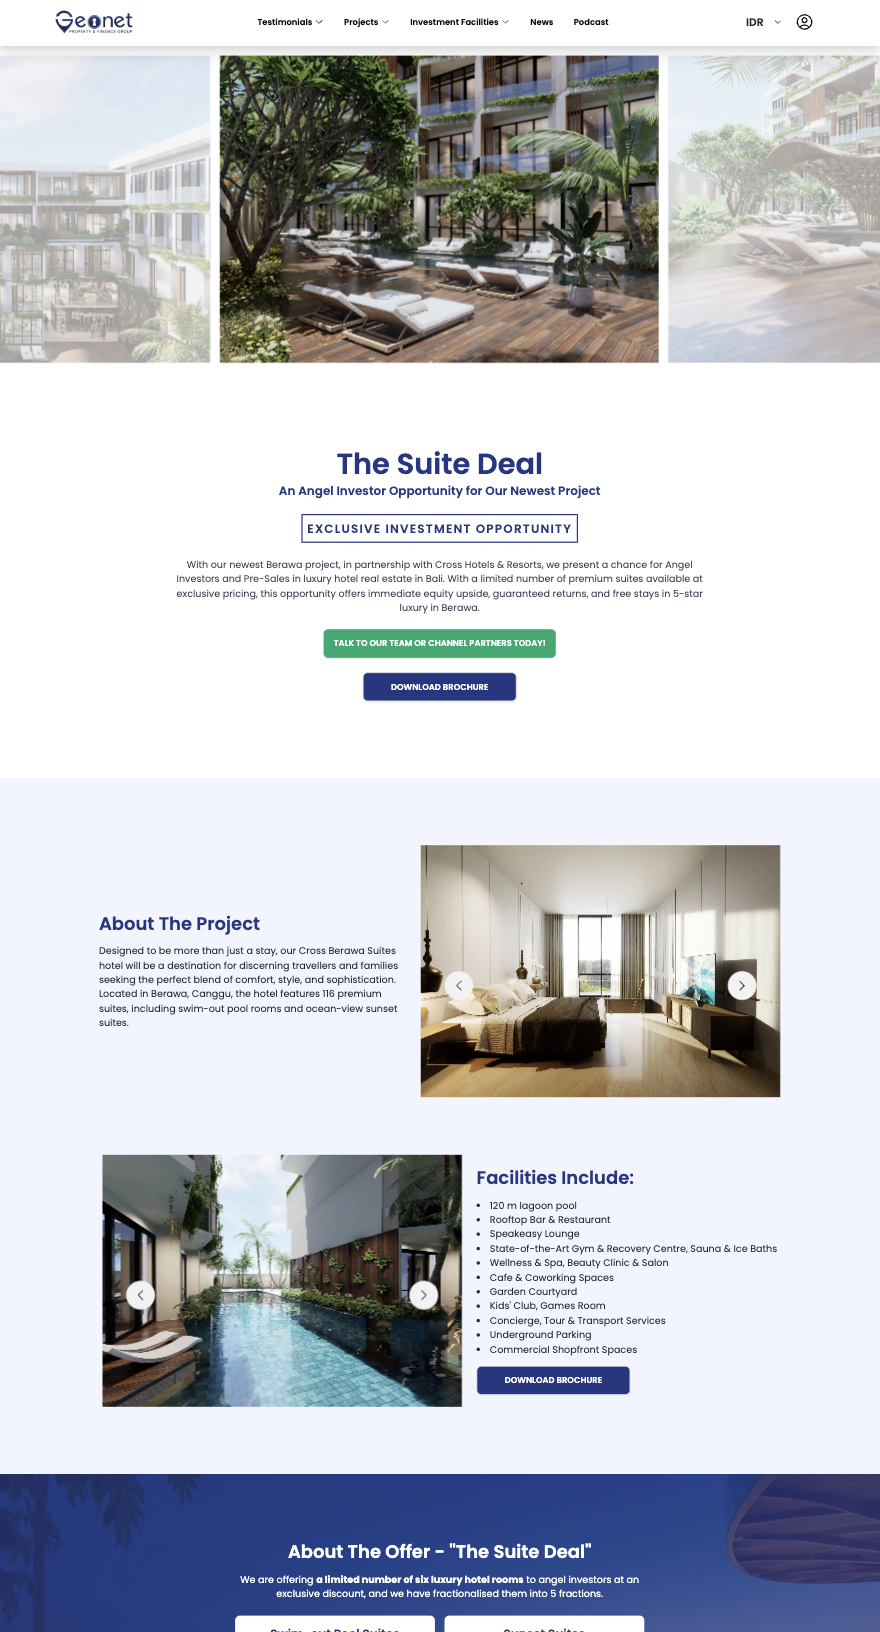 Geonet
PROPERTY & FINANCE GROUP
Testimonials
Projects
Investment Facilities
News
Podcast
IDR
The Suite Deal
An Angel Investor Opportunity for Our Newest Project
EXCLUSIVE INVESTMENT OPPORTUNITY
With our newest Berawa project, in partnership with Cross Hotels & Resorts, we present a chance for Angel
Investors and Pre-Sales in luxury hotel real estate in Bali. With a limited number of premium suites available at
exclusive pricing, this opportunity offers immediate equity upside, guaranteed returns, and free stays in 5-star
luxury in Berawa.
TALK TO OUR TEAM OR CHANNEL PARTNERS TODAY!
DOWNLOAD BROCHURE
About The Project
Designed to be more than just a stay, our Cross Berawa Suites
hotel will be a destination for discerning travellers and families
seeking the perfect blend of comfort, style, and sophistication.
Located in Berawa, Canggu, the hotel features 116 premium
suites, including swim-out pool rooms and ocean-view sunset
suites.
Facilities Include:
• 120 m lagoon pool
• Rooftop Bar & Restaurant
• Speakeasy Lounge
• State-of-the-Art Gym & Recovery Centre, Sauna & Ice Baths
• Wellness & Spa, Beauty Clinic & Salon
• Cafe & Coworking Spaces
• Garden Courtyard
• Kids' Club, Games Room
• Concierge, Tour & Transport Services
• Underground Parking
• Commercial Shopfront Spaces
DOWNLOAD BROCHURE
About The Offer - "The Suite Deal"
We are offering a limited number of six luxury hotel rooms to angel investors at an
exclusive discount, and we have fractionalised them into 5 fractions.
Swim-out Pool Suites
Sunset Suites